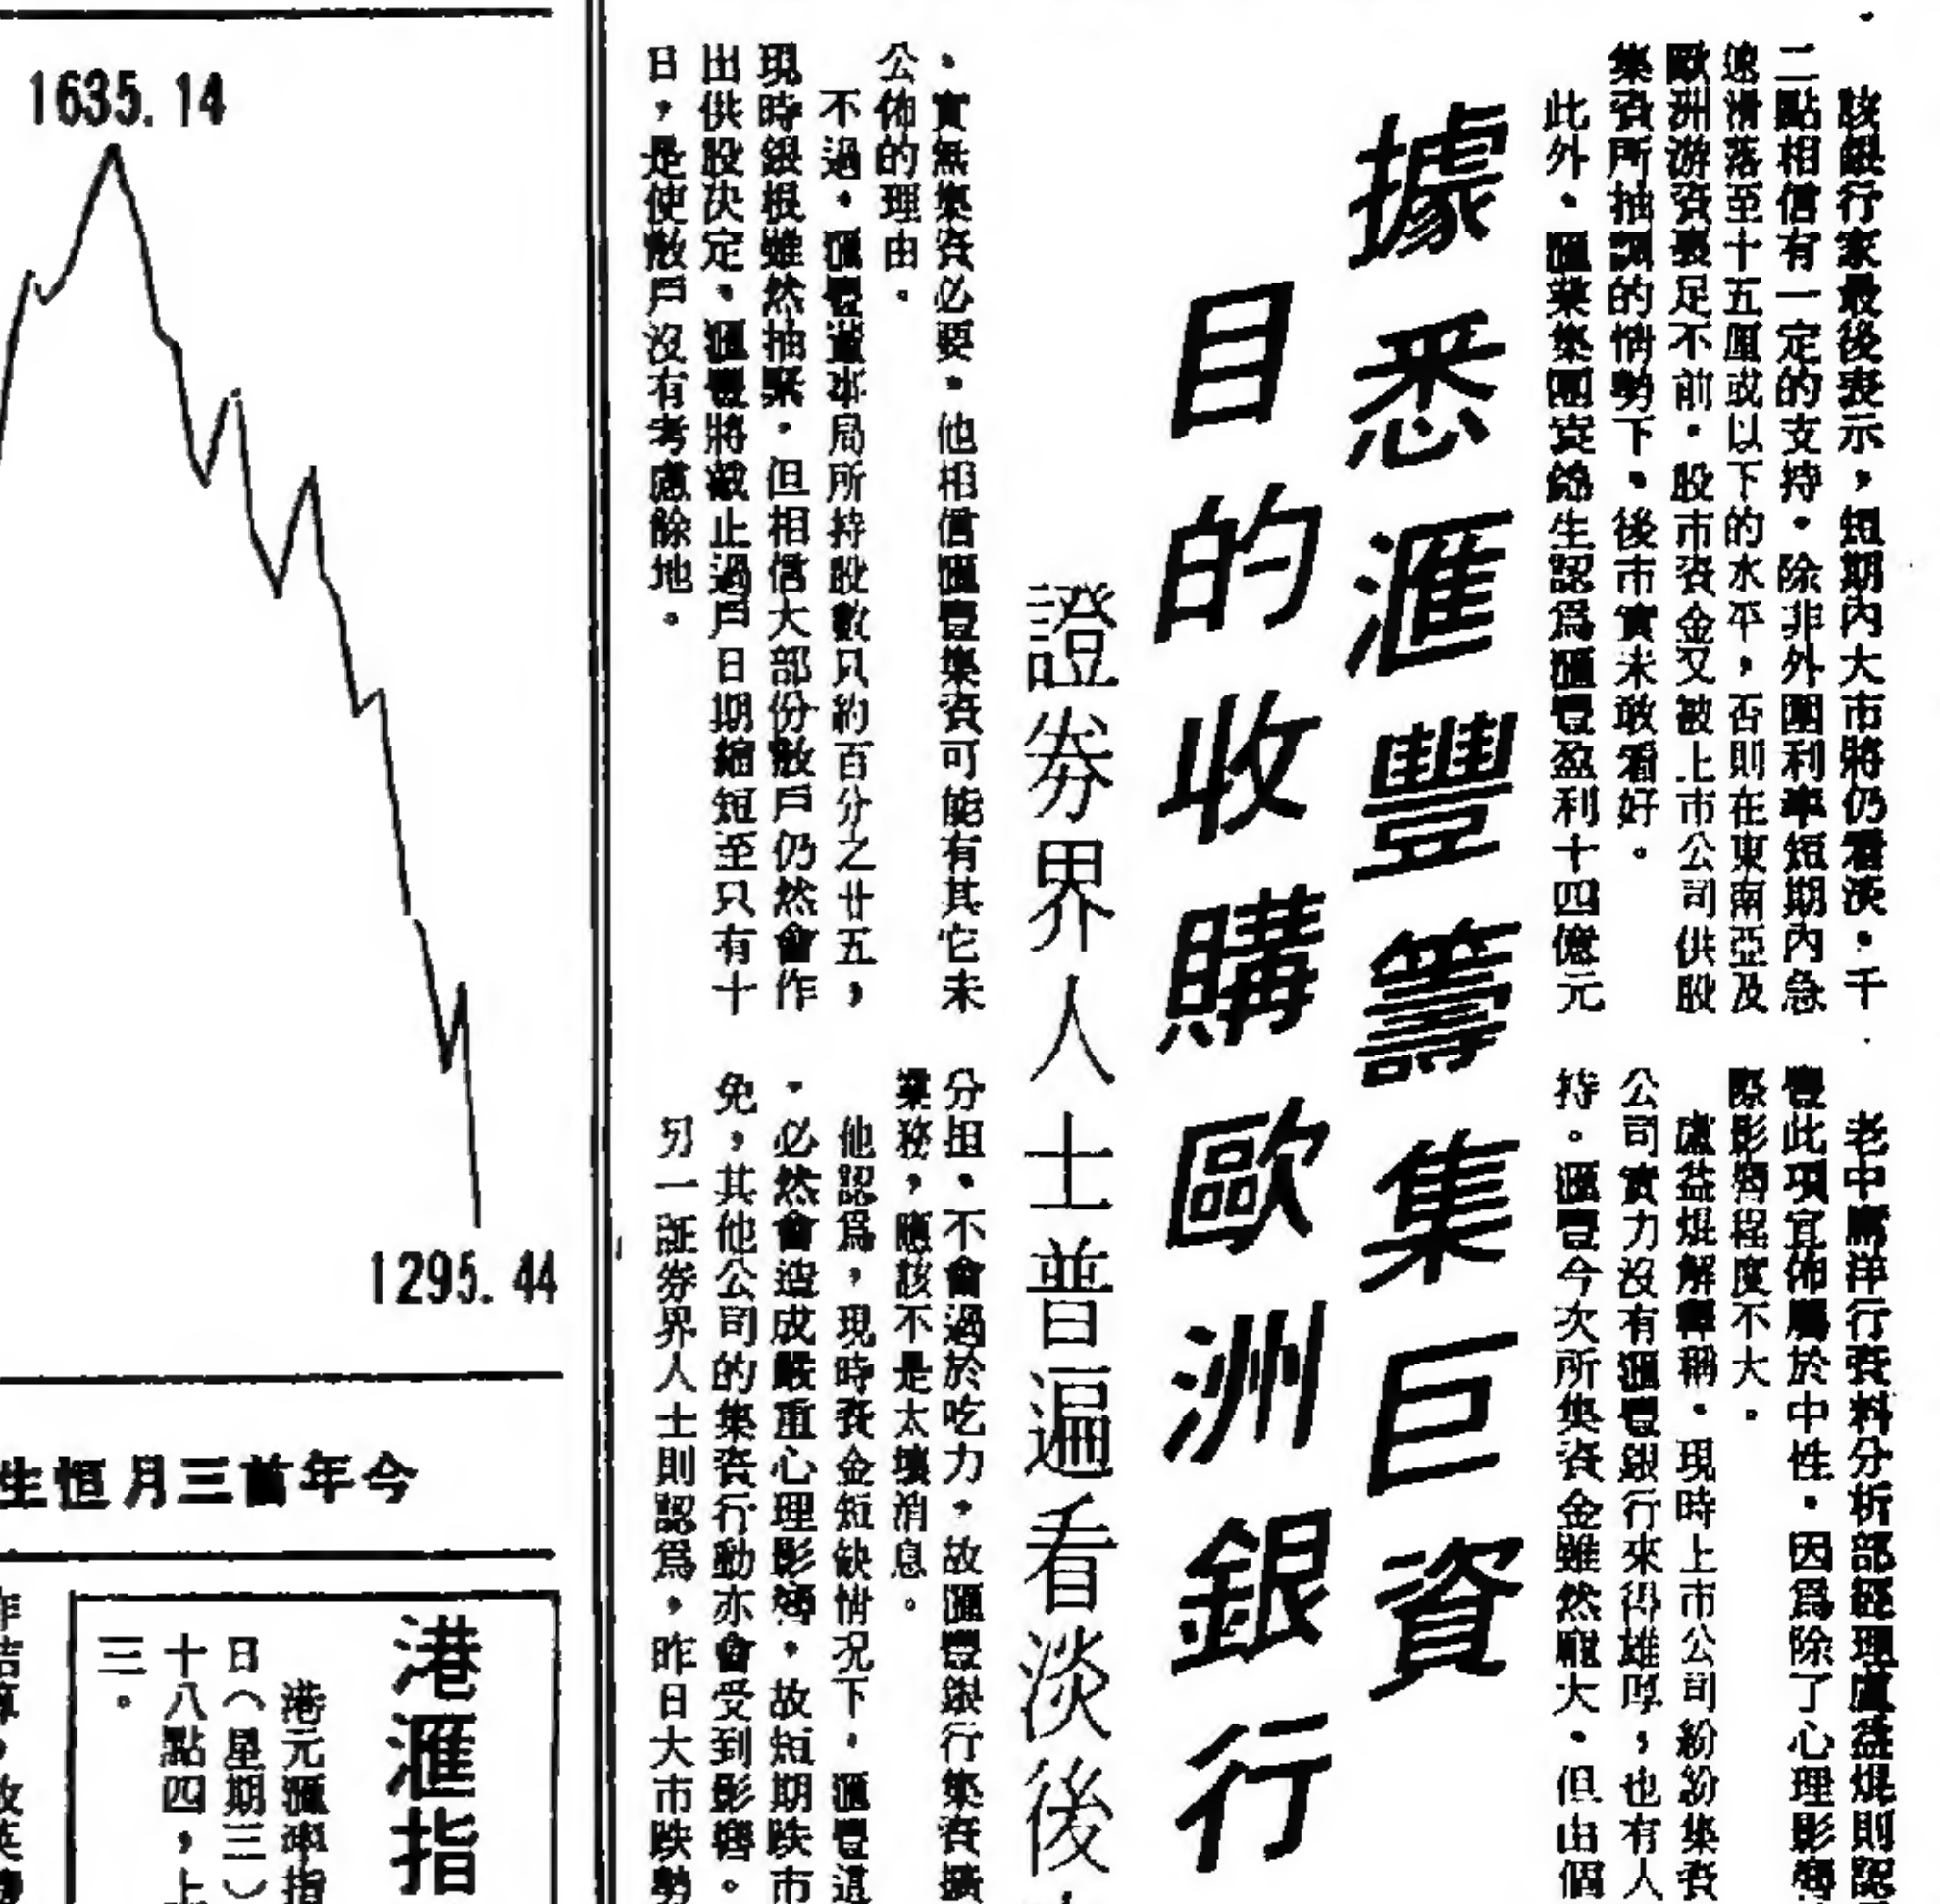 據悉滙豐籌集巨資
目的收購歐洲銀行
證券界人士普遍看淡後
該銀行家最後表示，短期內大市將仍看淡．千
二點相信有一定的支持．除非外圍利率短期內急
速滑落至十五厘或以下的水平，否則在東南亞及
歐洲游資裹足不前．股市資金又被上市公司供股
集資所抽調的情勢下．後市實未敢看好。
此外．滙業集團袁銘生認爲滙豐盈利十四億元
．實無集資必要．他相信滙豐集資可能有其它未
公佈的理由。
不過．滙豐董事局所持股數只約百分之廿五，
現時銀根雖然抽緊．但相信大部份散戶仍然會作
出供股决定．滙豐將截止過戶日期縮短至只有十
日，是使散戶沒有考慮餘地。
老中庸洋行資料分析部經理盧益焜則認
豐此項宣佈屬於中性．因爲除了心理影響
際影響程度不大。
盧益焜解釋稱．現時上市公司紛紛集資
公司實力沒有滙豐銀行來得雄厚，也有人
持。滙豐今次所集資金雖然龐大．但由個
分担．不會過於吃力．故滙豐銀行集資擴
業務，應該不是太壞消息。
他認爲，現時資金短缺情況下．滙豐這
．必然會造成嚴重心理影響．故短期跌市
免，其他公司的集資行動亦會受到影響。
另一証券界人士則認爲，昨日大市跌勢
1635.14
1295.44
今年首三月恒生
港滙指
港元滙率指
日（星期三）
十八點四，上
三。